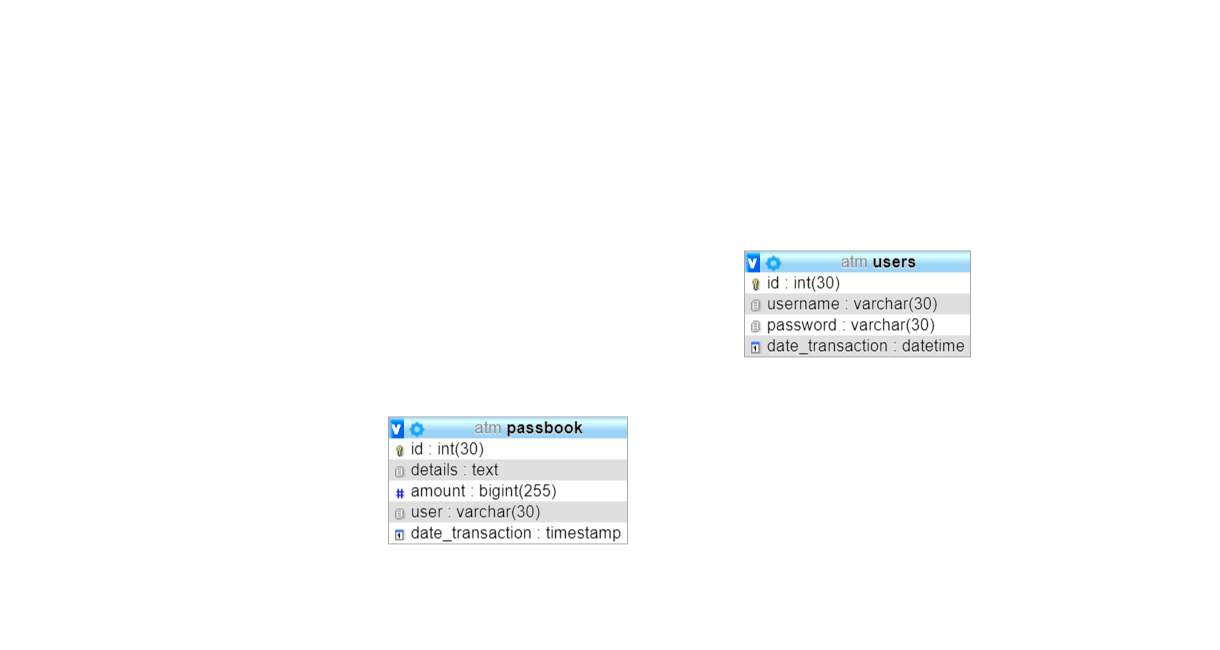 atm users
id : int(30)
username : varchar(30)
password : varchar(30)
date_transaction : datetime
atm passbook
id : int(30)
details : text
amount : bigint(255)
user : varchar(30)
date_transaction : timestamp